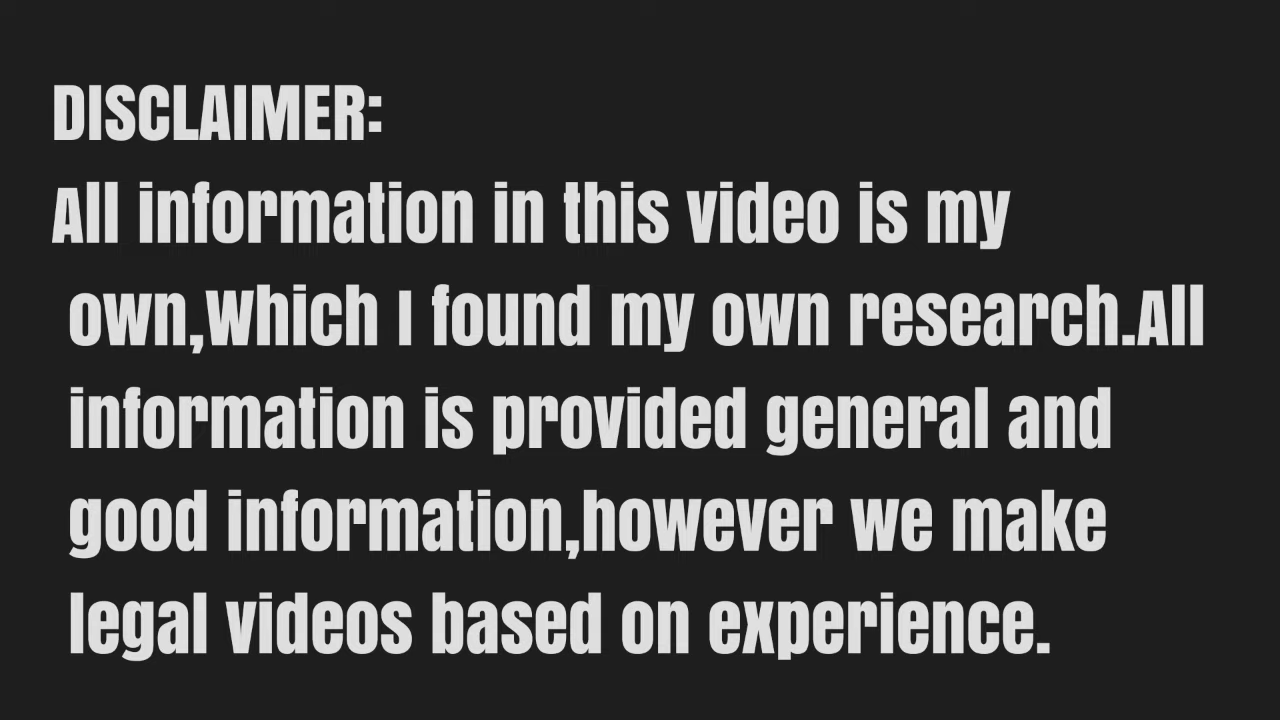 DISCLAIMER:
All information in this video is my
own,Which I found my own research.All
information is provided general and
good information,however we make
legal videos based on experience.